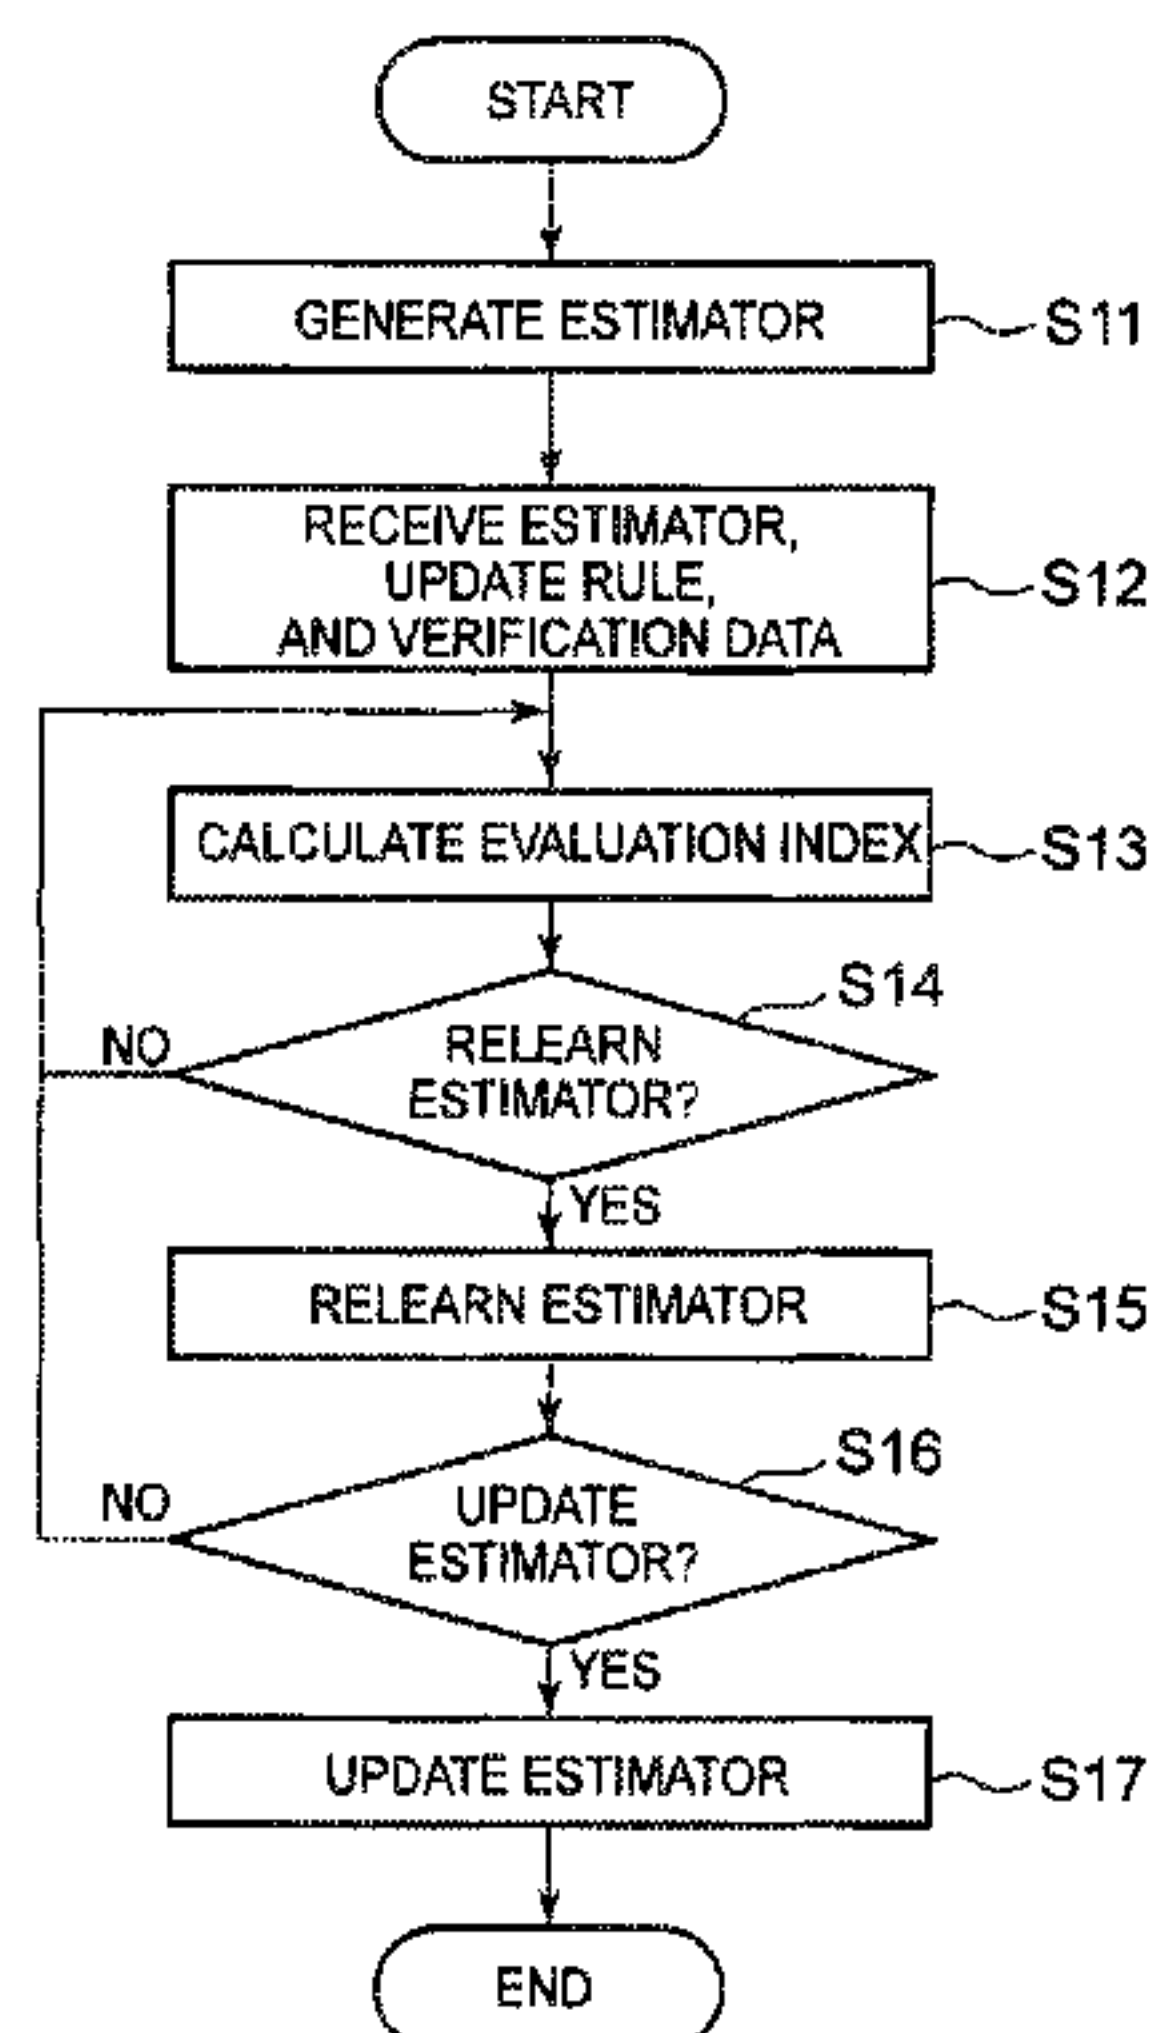 START
GENERATE ESTIMATOR
S11
RECEIVE ESTIMATOR,
UPDATE RULE,
AND VERIFICATION DATA
S12
CALCULATE EVALUATION INDEX
S13
S14
RELEARN
ESTIMATOR?
NO
YES
RELEARN ESTIMATOR
S15
S16
UPDATE
ESTIMATOR?
NO
YES
UPDATE ESTIMATOR
S17
END